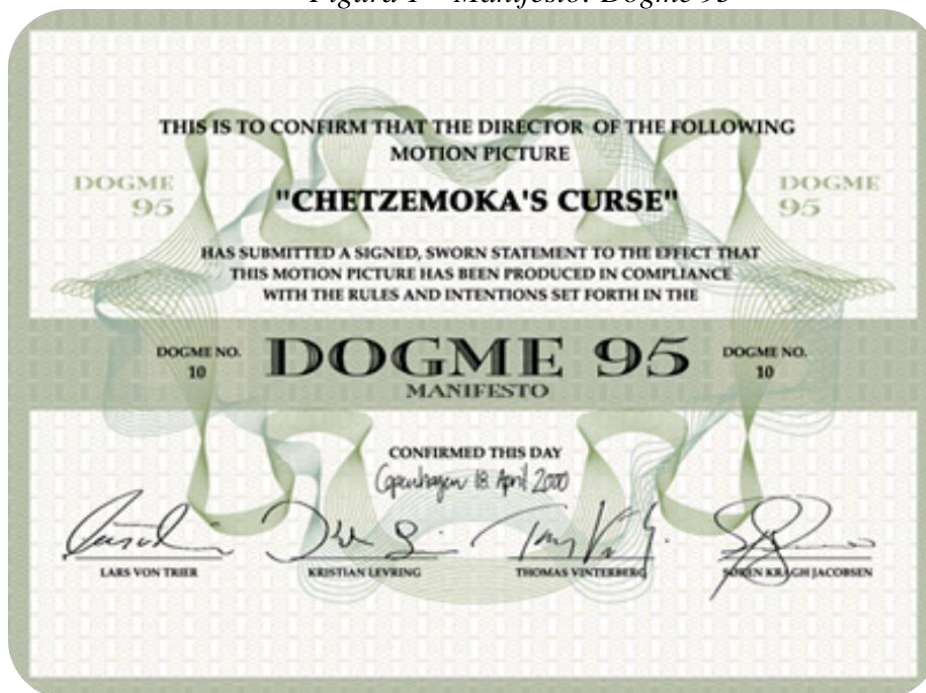 Figura 1 – Manifesto: Dogme 95
THIS IS TO CONFIRM THAT THE DIRECTOR OF THE FOLLOWING
MOTION PICTURE
DOGME
95
"CHETZEMOKA'S CURSE"
DOGME
95
HAS SUBMITTED A SIGNED, SWORN STATEMENT TO THE EFFECT THAT
THIS MOTION PICTURE HAS BEEN PRODUCED IN COMPLIANCE
WITH THE RULES AND INTENTIONS SET FORTH IN THE
DOGME NO.
10
DOGME 95
MANIFESTO
DOGME NO.
10
CONFIRMED THIS DAY
Copenhagen 18. April 2000
LARS VON TRIER
KRISTIAN LEVRING
THOMAS VINTERBERG
SØREN KRAGH JACOBSEN